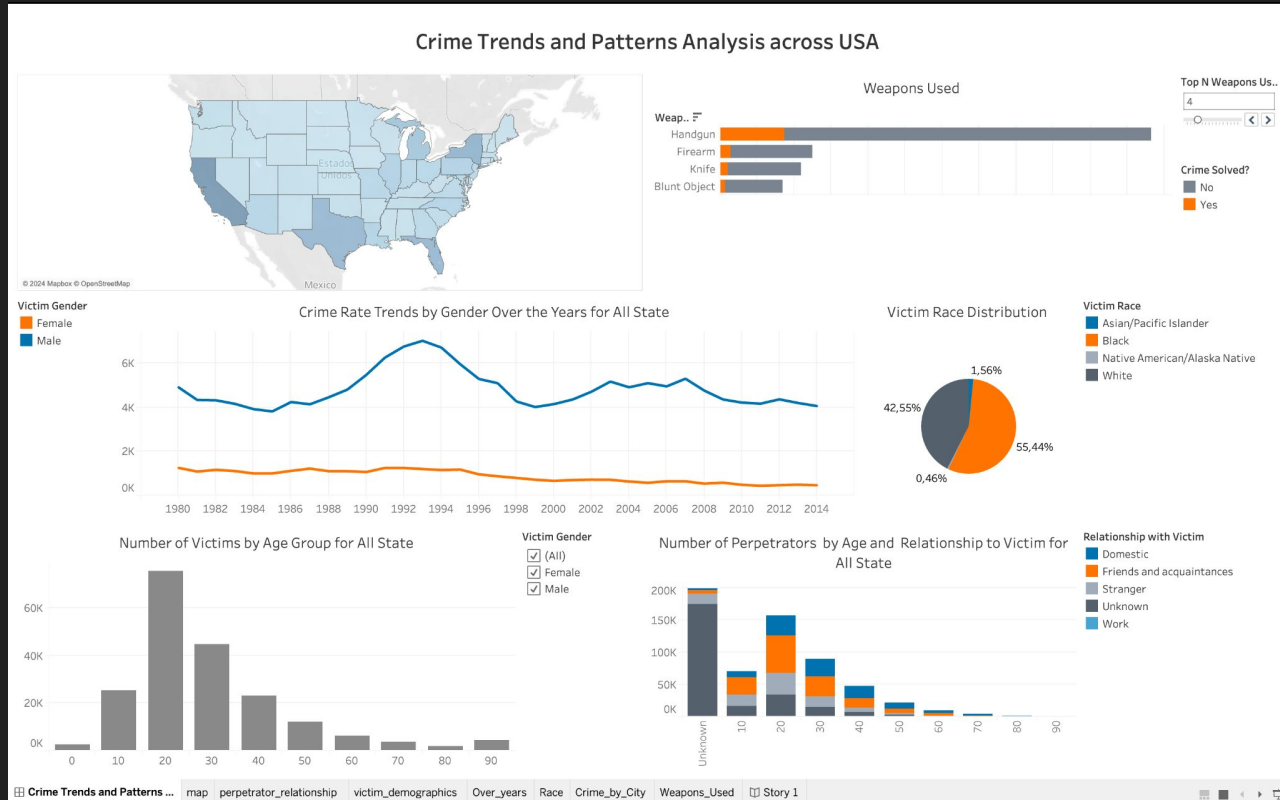 Crime Trends and Patterns Analysis across USA
Estados
Unidos
Mexico
© 2024 Mapbox © OpenStreetMap
Weapons Used
Weap..
Handgun
Firearm
Knife
Blunt Object
Top N Weapons Us..
4
Crime Solved?
No
Yes
Victim Gender
Female
Male
Crime Rate Trends by Gender Over the Years for All State
6K
4K
2K
0K
1980 1982 1984 1986 1988 1990 1992 1994 1996 1998 2000 2002 2004 2006 2008 2010 2012 2014
Victim Race Distribution
1,56%
42,55%
55,44%
0,46%
Victim Race
Asian/Pacific Islander
Black
Native American/Alaska Native
White
Number of Victims by Age Group for All State
60K
40K
20K
0K
0 10 20 30 40 50 60 70 80 90
Victim Gender
(All)
Female
Male
Number of Perpetrators by Age and Relationship to Victim for
All State
200K
150K
100K
50K
0K
Unknown 10 20 30 40 50 60 70 80 90
Relationship with Victim
Domestic
Friends and acquaintances
Stranger
Unknown
Work
Crime Trends and Patterns ... map perpetrator_relationship victim_demographics Over_years Race Crime_by_City Weapons_Used Story 1